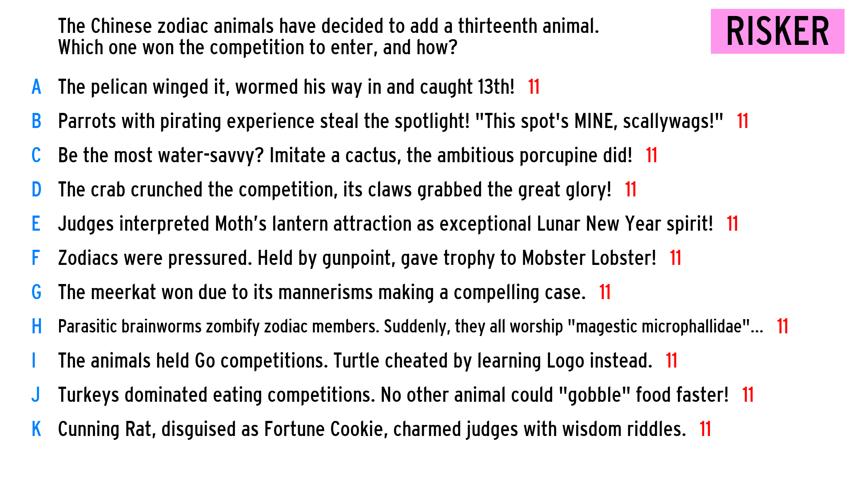 The Chinese zodiac animals have decided to add a thirteenth animal.
Which one won the competition to enter, and how?
RISKER
A The pelican winged it, wormed his way in and caught 13th! 11
B Parrots with pirating experience steal the spotlight! "This spot's MINE, scallywags!" 11
C Be the most water-savvy? Imitate a cactus, the ambitious porcupine did! 11
D The crab crunched the competition, its claws grabbed the great glory! 11
E Judges interpreted Moth's lantern attraction as exceptional Lunar New Year spirit! 11
F Zodiacs were pressured. Held by gunpoint, gave trophy to Mobster Lobster! 11
G The meerkat won due to its mannerisms making a compelling case. 11
H Parasitic brainworms zombify zodiac members. Suddenly, they all worship "magestic microphallidae"... 11
I The animals held Go competitions. Turtle cheated by learning Logo instead. 11
J Turkeys dominated eating competitions. No other animal could "gobble" food faster! 11
K Cunning Rat, disguised as Fortune Cookie, charmed judges with wisdom riddles. 11